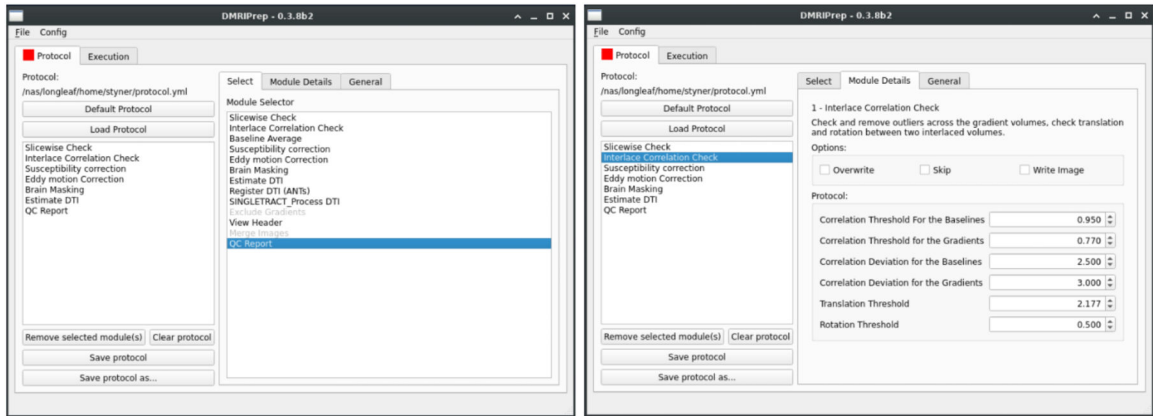 DMRIPrep - 0.3.8b2
File Config
Protocol Execution
Protocol:
/nas/longleaf/home/styner/protocol.yml
Default Protocol
Load Protocol
Slicewise Check
Interlace Correlation Check
Susceptibility correction
Eddy motion Correction
Brain Masking
Estimate DTI
QC Report
Remove selected module(s) Clear protocol
Save protocol
Save protocol as...
Select Module Details General
Module Selector
Slicewise Check
Interlace Correlation Check
Baseline Average
Susceptibility correction
Eddy motion Correction
Brain Masking
Estimate DTI
Register DTI (ANTs)
SINGLETRACT_Process DTI
Exclude Gradients
View Header
Merge Images
QC Report
DMRIPrep - 0.3.8b2
File Config
Protocol Execution
Protocol:
/nas/longleaf/home/styner/protocol.yml
Default Protocol
Load Protocol
Slicewise Check
Interlace Correlation Check
Susceptibility correction
Eddy motion Correction
Brain Masking
Estimate DTI
QC Report
Remove selected module(s) Clear protocol
Save protocol
Save protocol as...
Select Module Details General
1 - Interlace Correlation Check
Check and remove outliers across the gradient volumes, check translation
and rotation between two interlaced volumes.
Options:
Overwrite Skip Write Image
Protocol:
Correlation Threshold For the Baselines 0.950
Correlation Threshold for the Gradients 0.770
Correlation Deviation for the Baselines 2.500
Correlation Deviation for the Gradients 3.000
Translation Threshold 2.177
Rotation Threshold 0.500